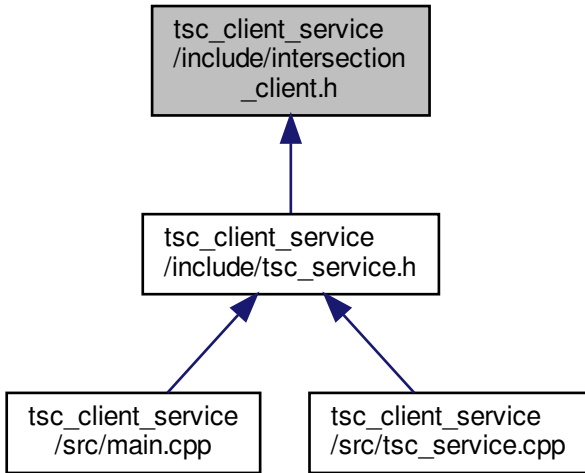 tsc_client_service
/include/intersection
_client.h
tsc_client_service
/include/tsc_service.h
tsc_client_service
/src/main.cpp
tsc_client_service
/src/tsc_service.cpp